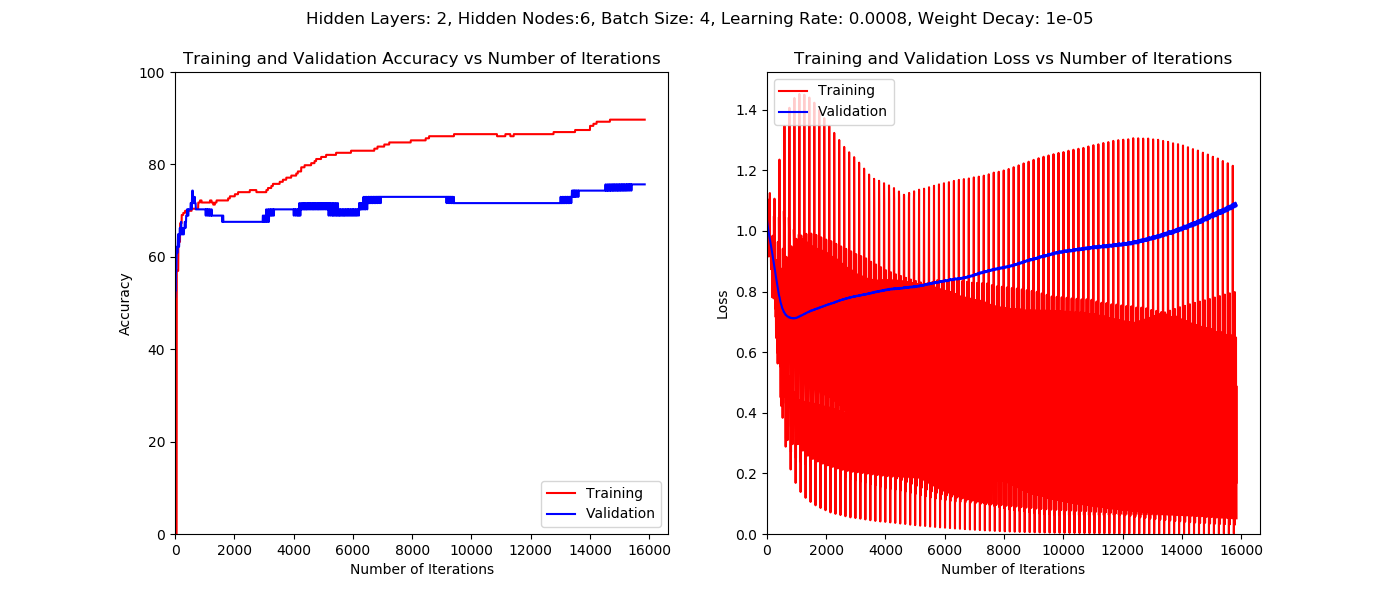 Hidden Layers: 2, Hidden Nodes:6, Batch Size: 4, Learning Rate: 0.0008, Weight Decay: 1e-05
Training and Validation Accuracy vs Number of Iterations
100
80
60
40
20
0
Accuracy
0 2000 4000 6000 8000 10000 12000 14000 16000
Number of Iterations
Training
Validation
Training and Validation Loss vs Number of Iterations
1.4
1.2
1.0
0.8
0.6
0.4
0.2
0.0
Loss
0 2000 4000 6000 8000 10000 12000 14000 16000
Number of Iterations
Training
Validation